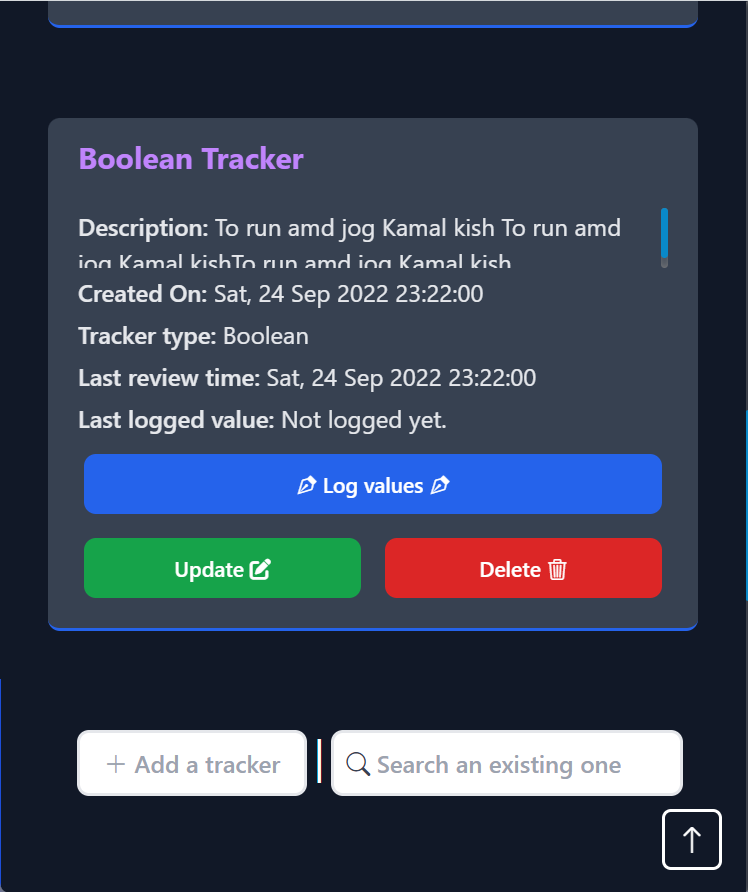 Boolean Tracker
Description: To run amd jog Kamal kish To run amd
jog Kamal kishTo run amd jog Kamal kish
Created On: Sat, 24 Sep 2022 23:22:00
Tracker type: Boolean
Last review time: Sat, 24 Sep 2022 23:22:00
Last logged value: Not logged yet.
Log values
Update
Delete
Add a tracker | Search an existing one